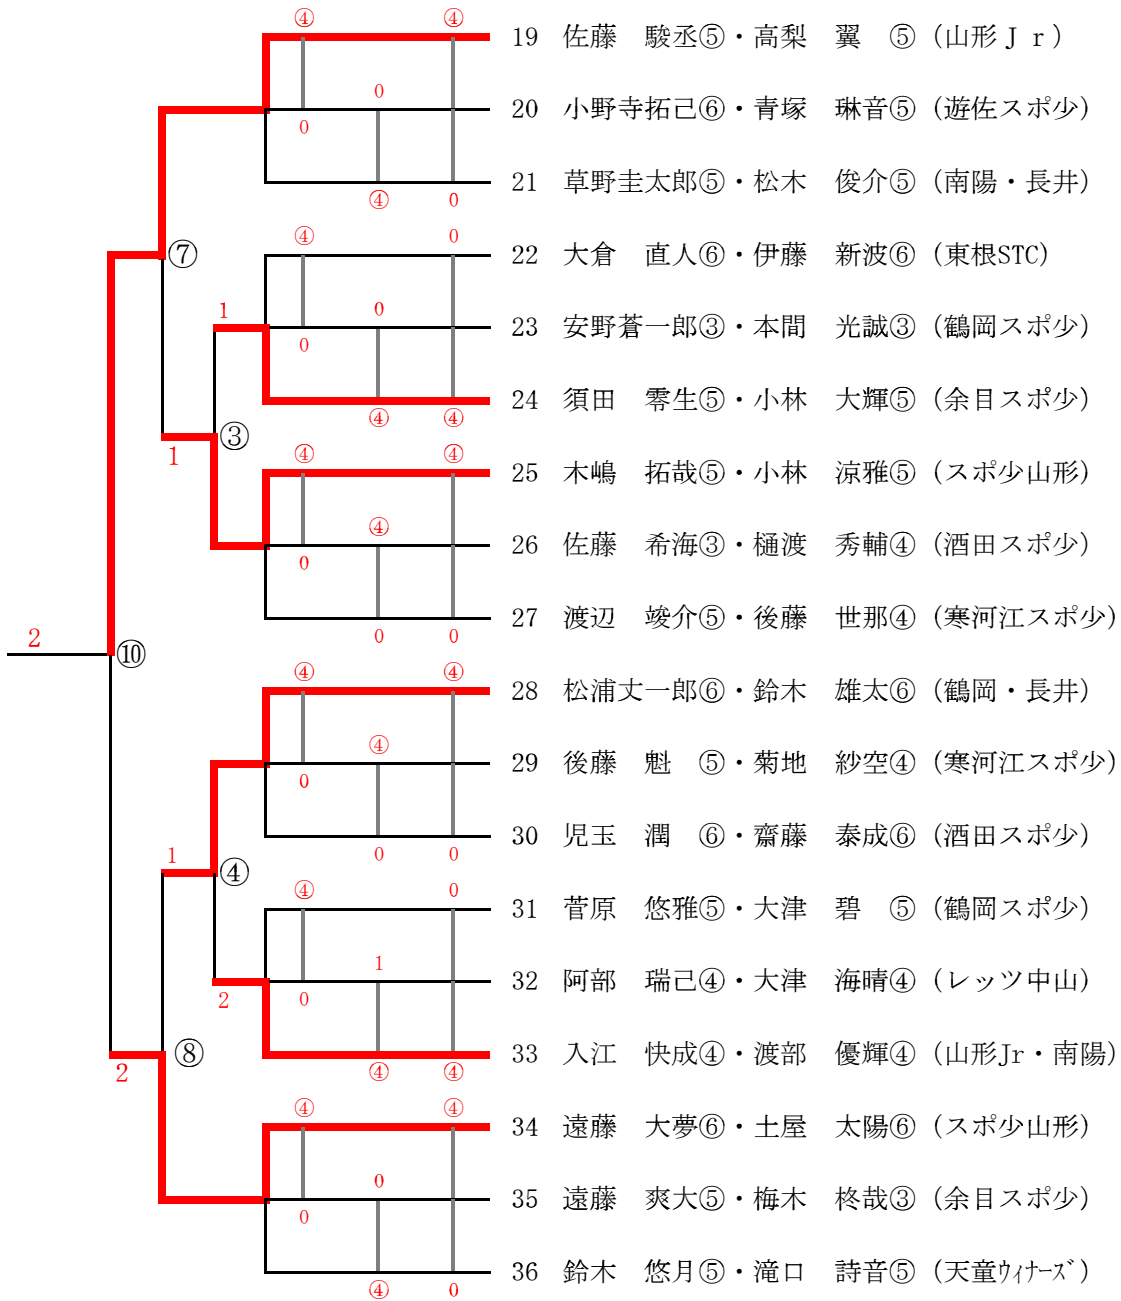 ④ ④
19 佐藤　駿丞⑤・高梨　翼　⑤（山形Ｊｒ）
0
20 小野寺拓己⑥・青塚　琳音⑤（遊佐スポ少）
0
21 草野圭太郎⑤・松木　俊介⑤（南陽・長井）
④ 0
④ 0
⑦ 22 大倉　直人⑥・伊藤　新波⑥（東根STC）
1 0
23 安野蒼一郎③・本間　光誠③（鶴岡スポ少）
0
24 須田　零生⑤・小林　大輝⑤（余目スポ少）
④ ④
③
1 ④ ④
25 木嶋　拓哉⑤・小林　涼雅⑤（スポ少山形）
④
26 佐藤　希海③・樋渡　秀輔④（酒田スポ少）
0
27 渡辺　竣介⑤・後藤　世那④（寒河江スポ少）
2 0 0
⑩
④ ④
28 松浦丈一郎⑥・鈴木　雄太⑥（鶴岡・長井）
④
29 後藤　魁　⑤・菊地　紗空④（寒河江スポ少）
0
30 児玉　潤　⑥・齋藤　泰成⑥（酒田スポ少）
1 0 0
④
④ 0
31 菅原　悠雅⑤・大津　碧　⑤（鶴岡スポ少）
1
32 阿部　瑞己④・大津　海晴④（レッツ中山）
2 0
⑧ 33 入江　快成④・渡部　優輝④（山形Jr・南陽）
2 ④ ④
④ ④
34 遠藤　大夢⑥・土屋　太陽⑥（スポ少山形）
0
35 遠藤　爽大⑤・梅木　柊哉③（余目スポ少）
0
36 鈴木　悠月⑤・滝口　詩音⑤（天童ｳｨﾅｰｽﾞ）
④ 0